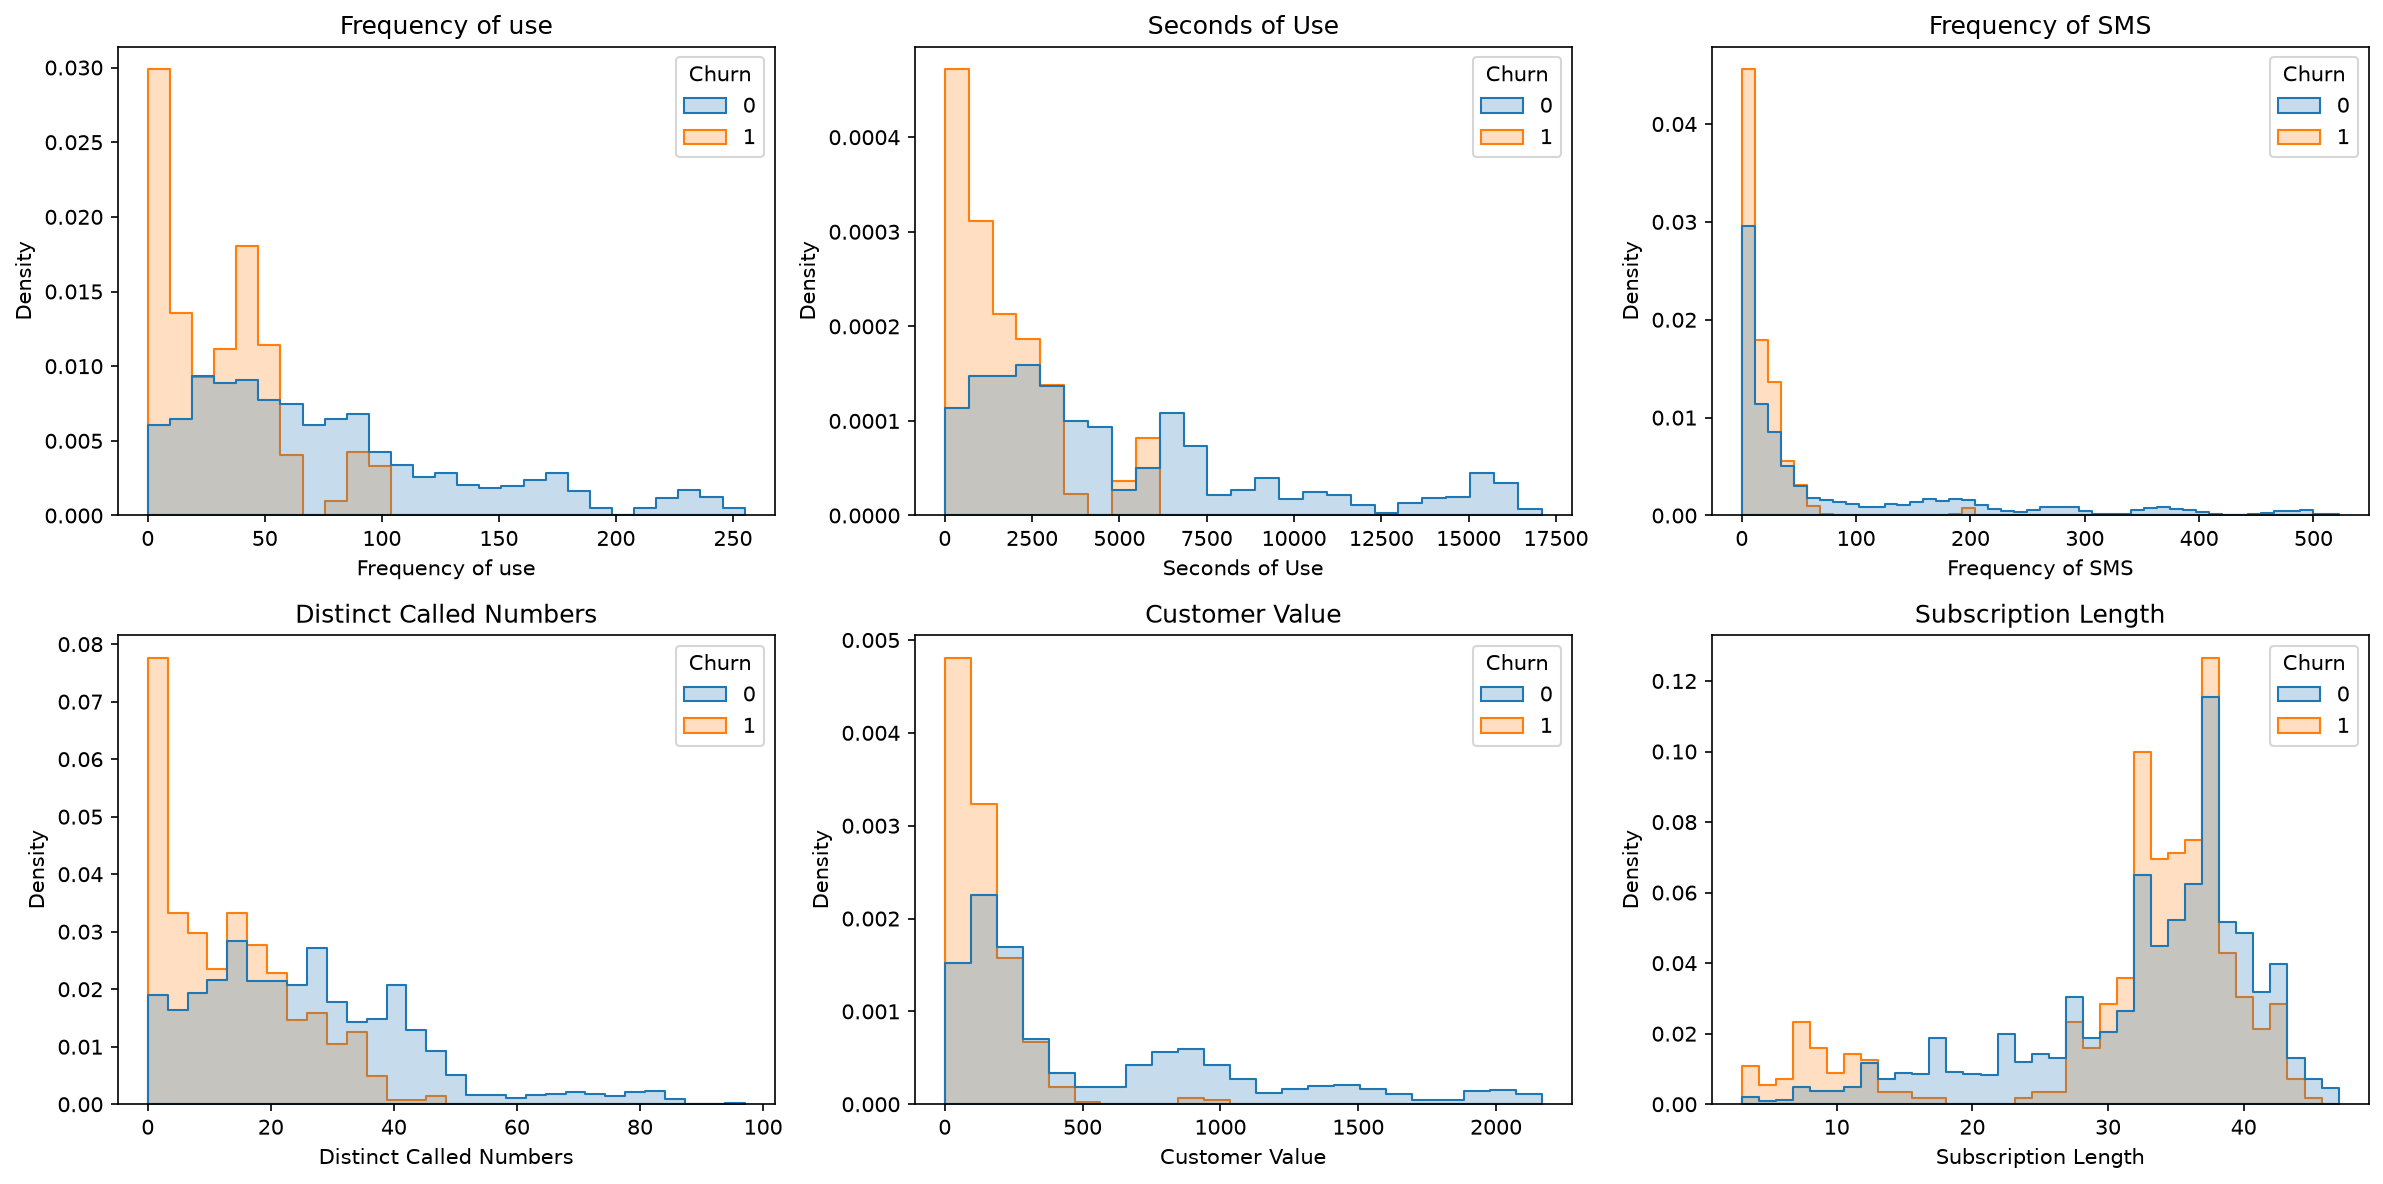 Frequency of use
Churn
0
1
0.030
0.025
0.020
0.015
0.010
0.005
0.000
Density
0 50 100 150 200 250
Frequency of use
Seconds of Use
Churn
0
1
0.0004
0.0003
0.0002
0.0001
0.0000
Density
0 2500 5000 7500 10000 12500 15000 17500
Seconds of Use
Frequency of SMS
Churn
0
1
0.04
0.03
0.02
0.01
0.00
Density
0 100 200 300 400 500
Frequency of SMS
Distinct Called Numbers
Churn
0
1
0.08
0.07
0.06
0.05
0.04
0.03
0.02
0.01
0.00
Density
0 20 40 60 80 100
Distinct Called Numbers
Customer Value
Churn
0
1
0.005
0.004
0.003
0.002
0.001
0.000
Density
0 500 1000 1500 2000
Customer Value
Subscription Length
Churn
0
1
0.12
0.10
0.08
0.06
0.04
0.02
0.00
Density
10 20 30 40
Subscription Length